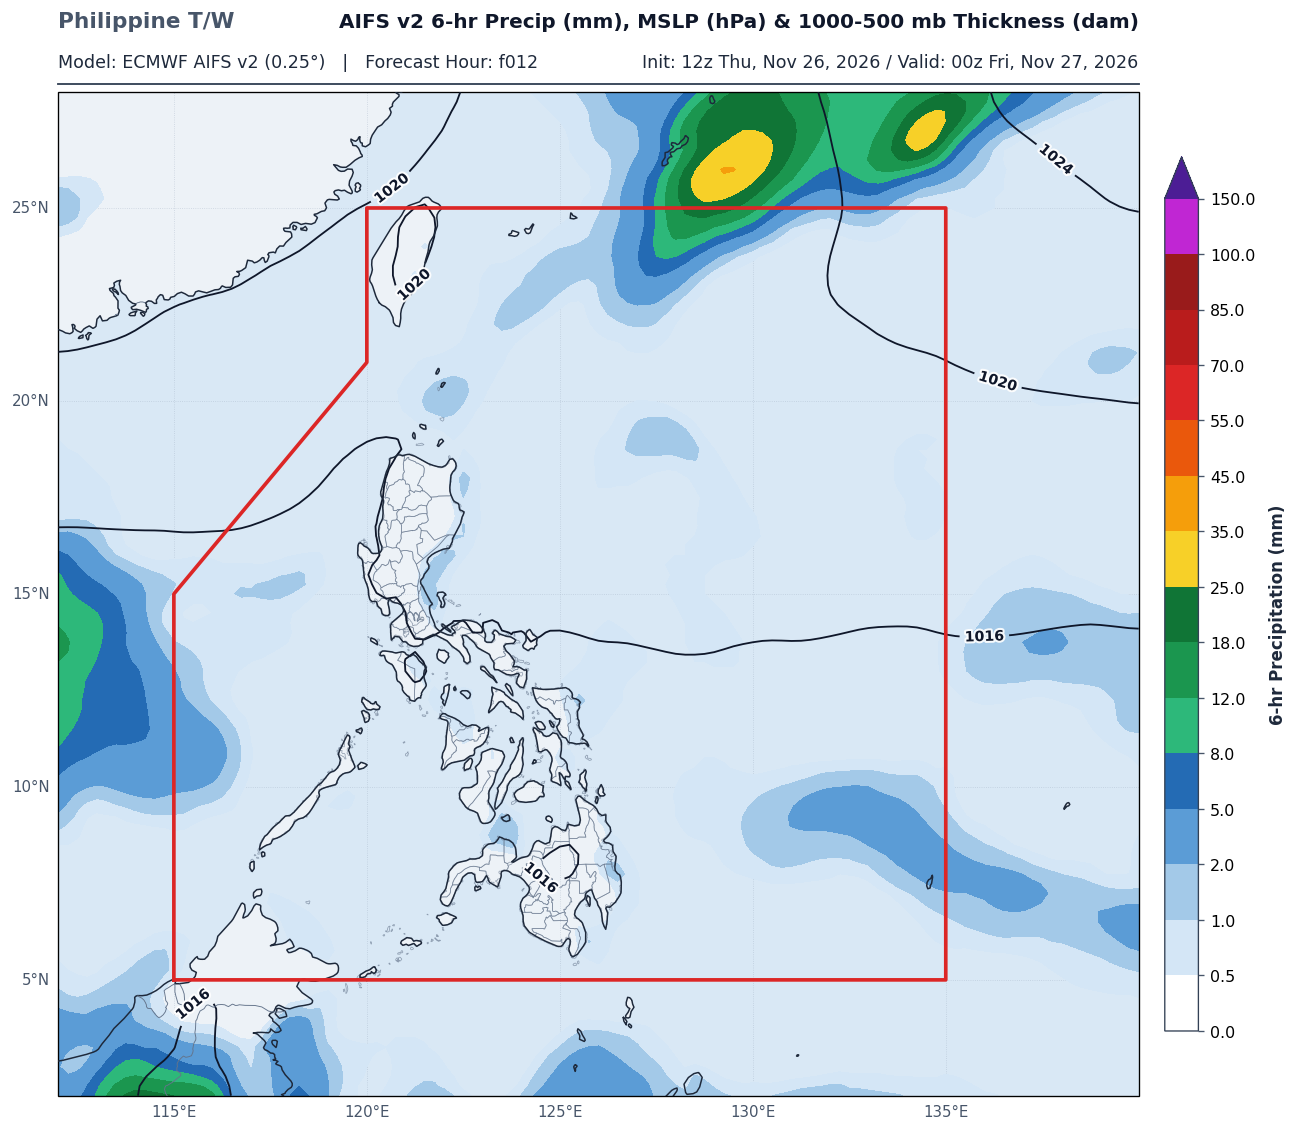 Philippine T/W
AIFS v2 6-hr Precip (mm), MSLP (hPa) & 1000-500 mb Thickness (dam)
Model: ECMWF AIFS v2 (0.25°) | Forecast Hour: f012
Init: 12z Thu, Nov 26, 2026 / Valid: 00z Fri, Nov 27, 2026
1024
1020
1020
1020
1016
1016
1016
25°N
20°N
15°N
10°N
5°N
115°E
120°E
125°E
130°E
135°E
150.0
100.0
85.0
70.0
55.0
45.0
35.0
25.0
18.0
12.0
8.0
5.0
2.0
1.0
0.5
0.0
6-hr Precipitation (mm)